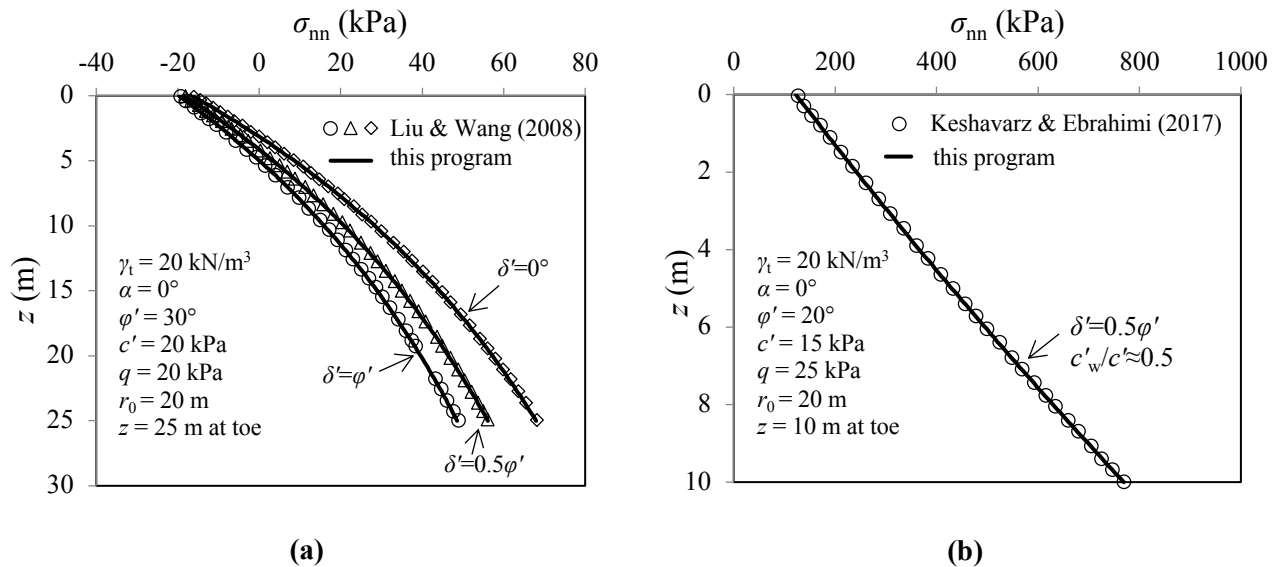 σnn (kPa)
-40 -20 0 20 40 60 80
0
5
10
15
20
25
30
z (m)
Liu & Wang (2008)
this program
γt = 20 kN/m³
α = 0°
φ′ = 30°
c′ = 20 kPa
q = 20 kPa
r0 = 20 m
z = 25 m at toe
δ′=0°
δ′=φ′
δ′=0.5φ′
(a)
σnn (kPa)
0 200 400 600 800 1000
0
2
4
6
8
10
z (m)
Keshavarz & Ebrahimi (2017)
this program
γt = 20 kN/m³
α = 0°
φ′ = 20°
c′ = 15 kPa
q = 25 kPa
r0 = 20 m
z = 10 m at toe
δ′=0.5φ′
c′w/c′≈0.5
(b)